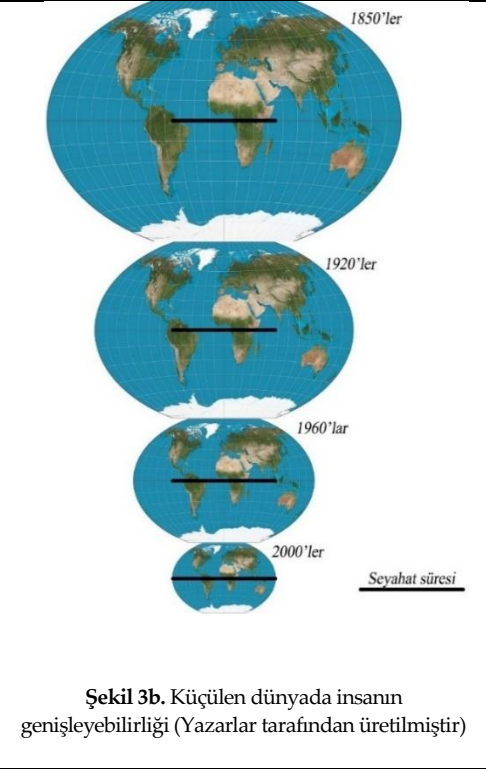 1850’ler
1920’ler
1960’lar
2000’ler
Seyahat süresi
Şekil 3b. Küçülen dünyada insanın
genişleyebilirliği (Yazarlar tarafından üretilmiştir)